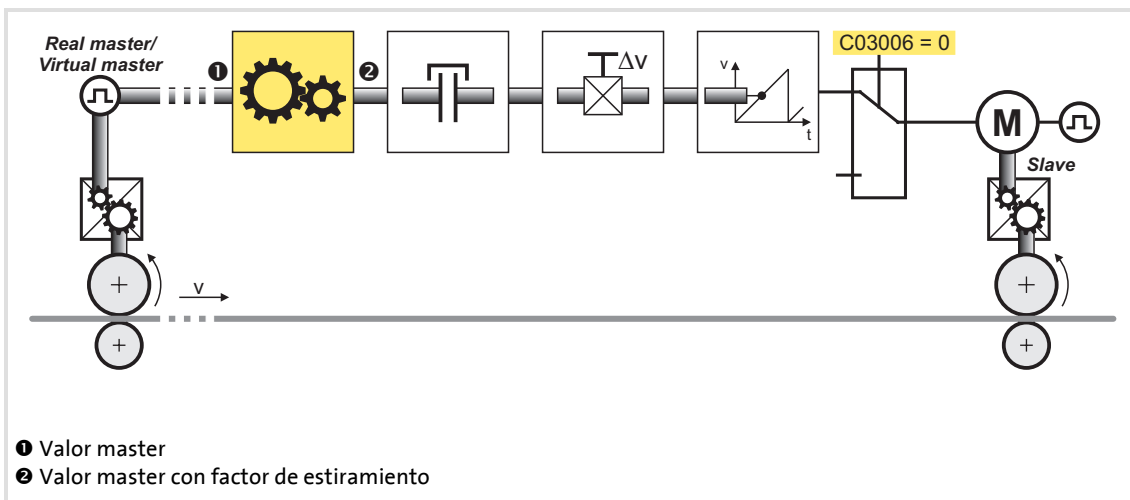 Real master/
Virtual master
❶
❷
Δv
v
t
C03006 = 0
M
Slave
v
❶ Valor master
❷ Valor master con factor de estiramiento